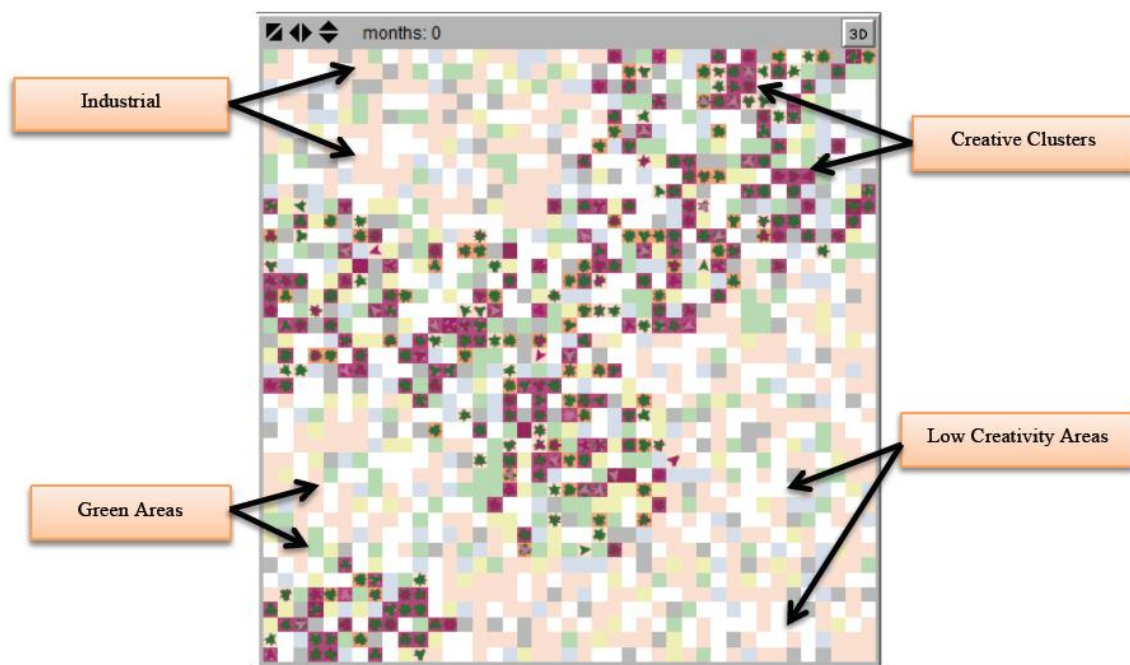 months: 0
3D
Industrial
Creative Clusters
Low Creativity Areas
Green Areas